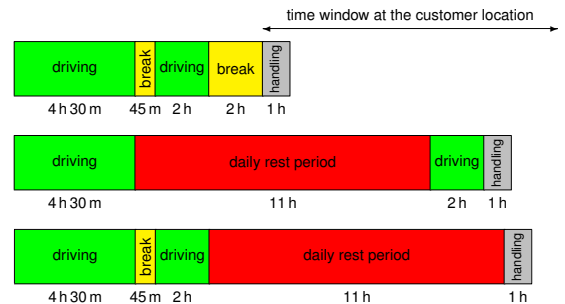 time window at the customer location
driving break driving break handling
4 h 30 m 45 m 2 h 2 h 1 h
driving daily rest period driving handling
4 h 30 m 11 h 2 h 1 h
driving break driving daily rest period handling
4 h 30 m 45 m 2 h 11 h 1 h